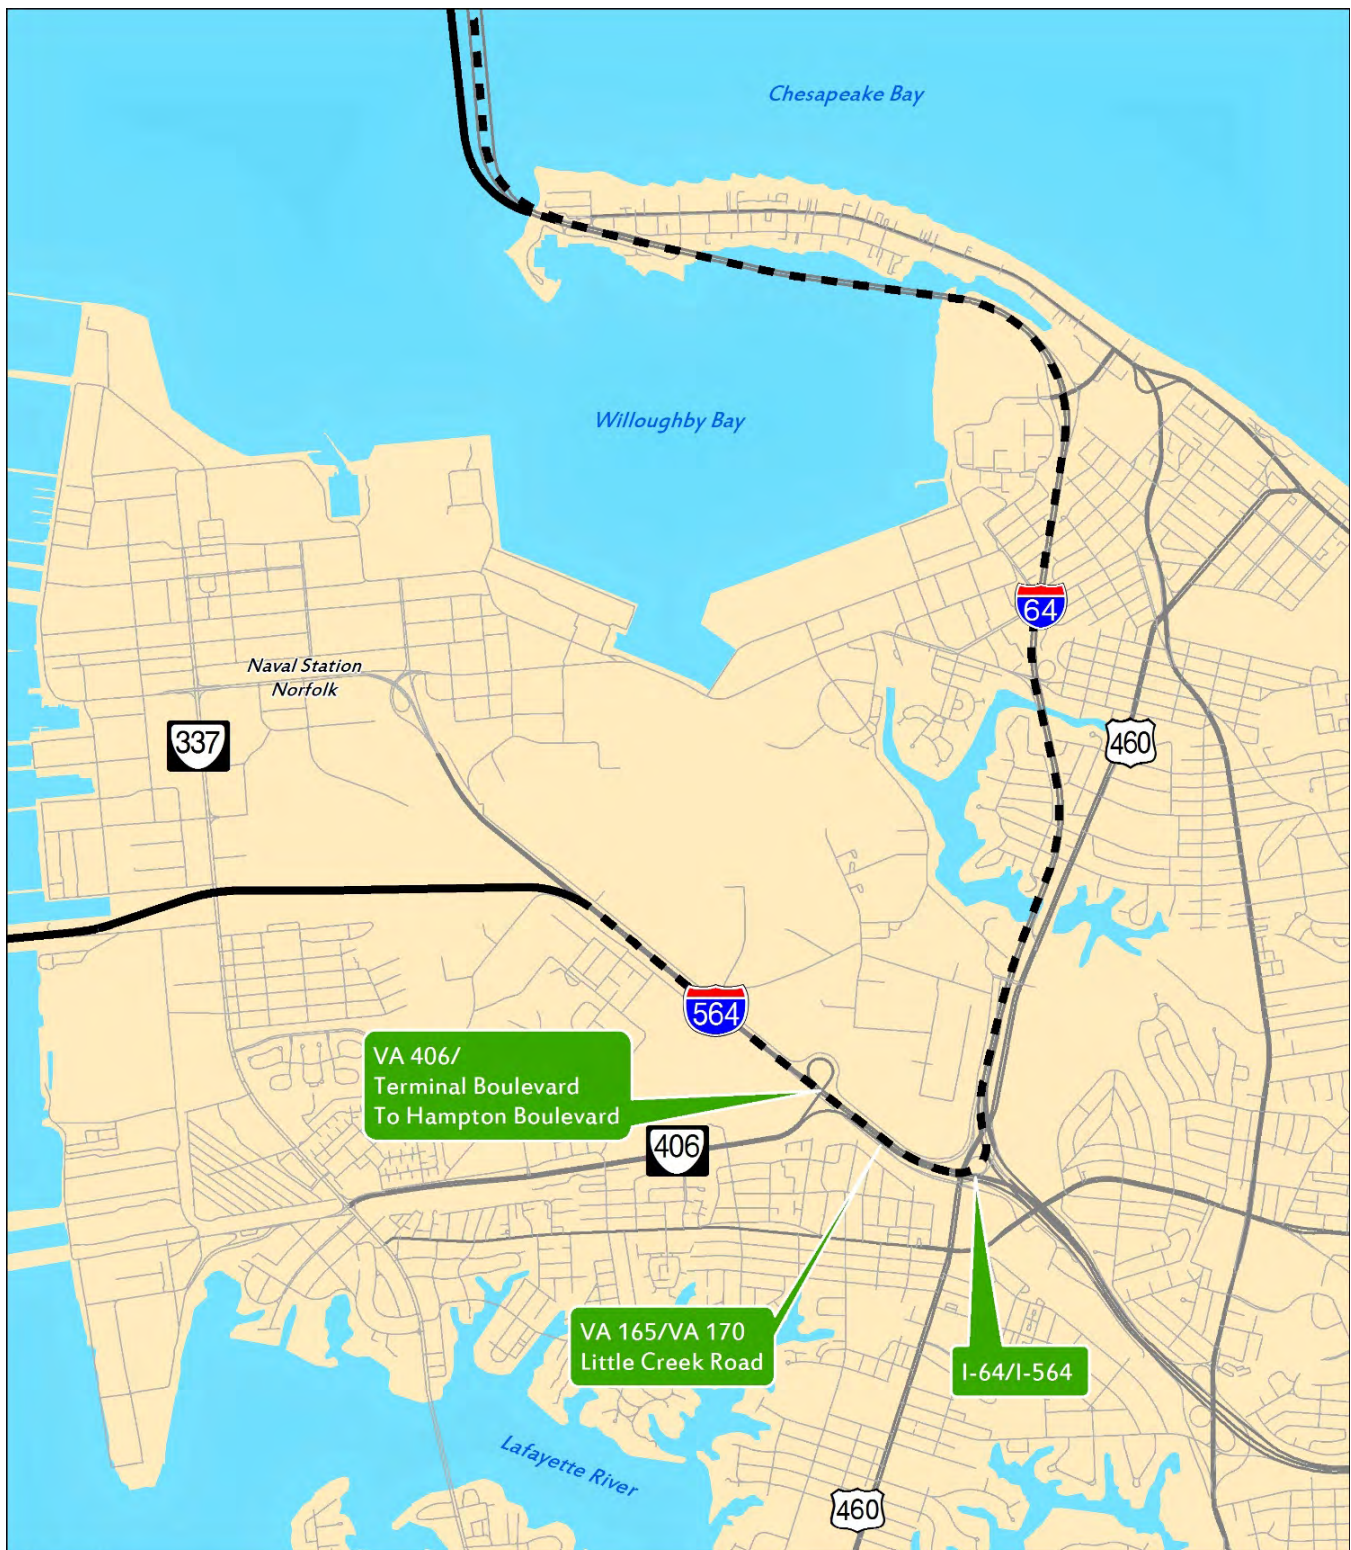 Chesapeake Bay
Willoughby Bay
64
Naval Station
Norfolk
337
460
564
VA 406/
Terminal Boulevard
To Hampton Boulevard
406
VA 165/VA 170
Little Creek Road
I-64/I-564
Lafayette River
460